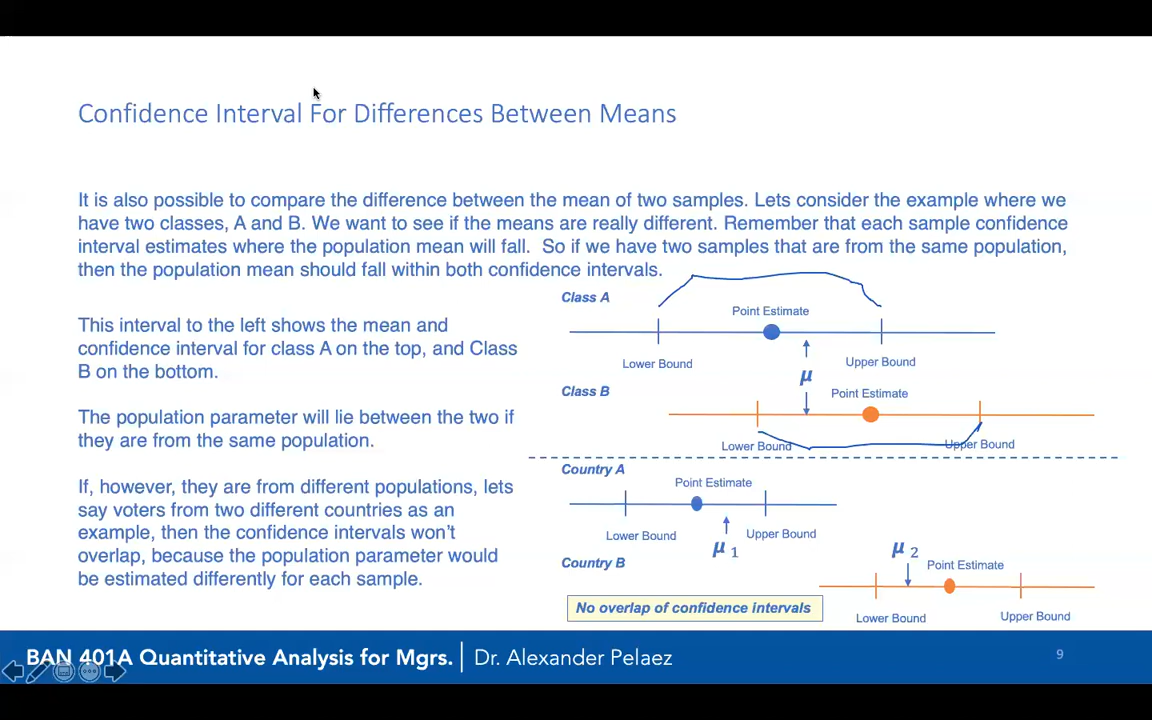 Confidence Interval For Differences Between Means
It is also possible to compare the difference between the mean of two samples. Lets consider the example where we
have two classes, A and B. We want to see if the means are really different. Remember that each sample confidence
interval estimates where the population mean will fall.  So if we have two samples that are from the same population,
then the population mean should fall within both confidence intervals.
This interval to the left shows the mean and
confidence interval for class A on the top, and Class
B on the bottom.
The population parameter will lie between the two if
they are from the same population.
If, however, they are from different populations, lets
say voters from two different countries as an
example, then the confidence intervals won't
overlap, because the population parameter would
be estimated differently for each sample.
Class A
Point Estimate
Lower Bound
Upper Bound
μ
Class B
Point Estimate
Lower Bound
Upper Bound
Country A
Point Estimate
Lower Bound
Upper Bound
μ 1
Country B
μ 2
Point Estimate
Lower Bound
Upper Bound
No overlap of confidence intervals
BAN 401A Quantitative Analysis for Mgrs. | Dr. Alexander Pelaez
9